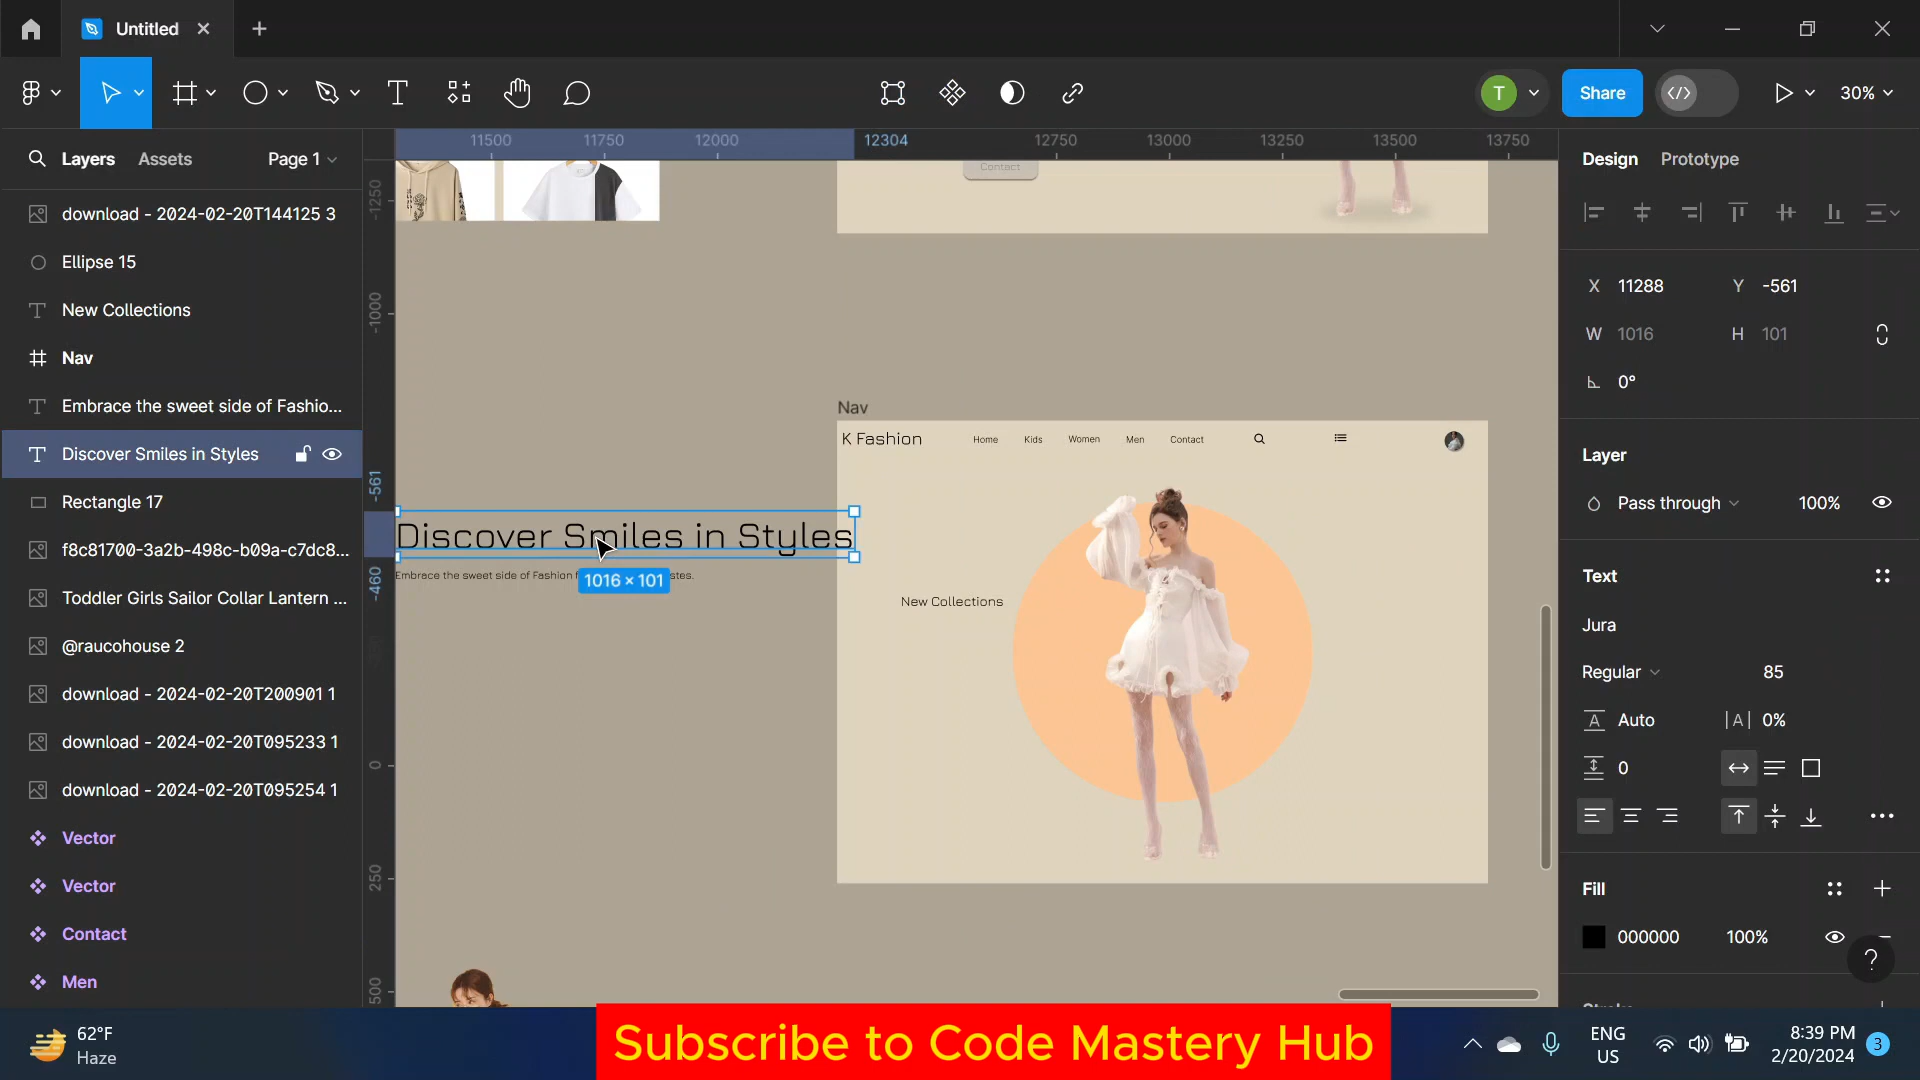 Untitled
Share
30%
Layers
Assets
Page 1
11500
11750
12000
12304
12750
13000
13250
13500
13750
Design
Prototype
-1250
Contact
download - 2024-02-20T144125 3
Ellipse 15
New Collections
Nav
Embrace the sweet side of Fashio...
Discover Smiles in Styles
Rectangle 17
f8c81700-3a2b-498c-b09a-c7dc8...
Toddler Girls Sailor Collar Lantern ...
@raucohouse 2
download - 2024-02-20T200901 1
download - 2024-02-20T095233 1
download - 2024-02-20T095254 1
Vector
Vector
Contact
Men
-1000
-561
-460
0
250
500
Nav
K Fashion
Home
Kids
Women
Men
Contact
Discover Smiles in Styles
Embrace the sweet side of Fashion
1016 × 101
New Collections
X 11288
Y -561
W 1016
H 101
0°
Layer
Pass through
100%
Text
Jura
Regular
85
A Auto
|A| 0%
0
Fill
000000
100%
?
T
62°F
Haze
Subscribe to Code Mastery Hub
ENG
US
8:39 PM
2/20/2024
3